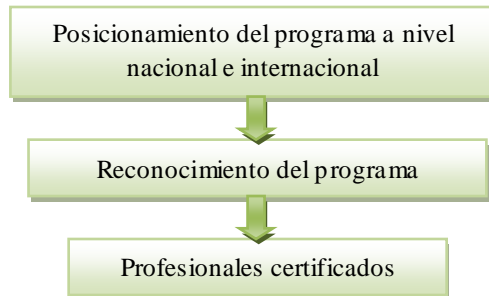 Posicionamiento del programa a nivel
nacional e internacional
Reconocimiento del programa
Profesionales certificados